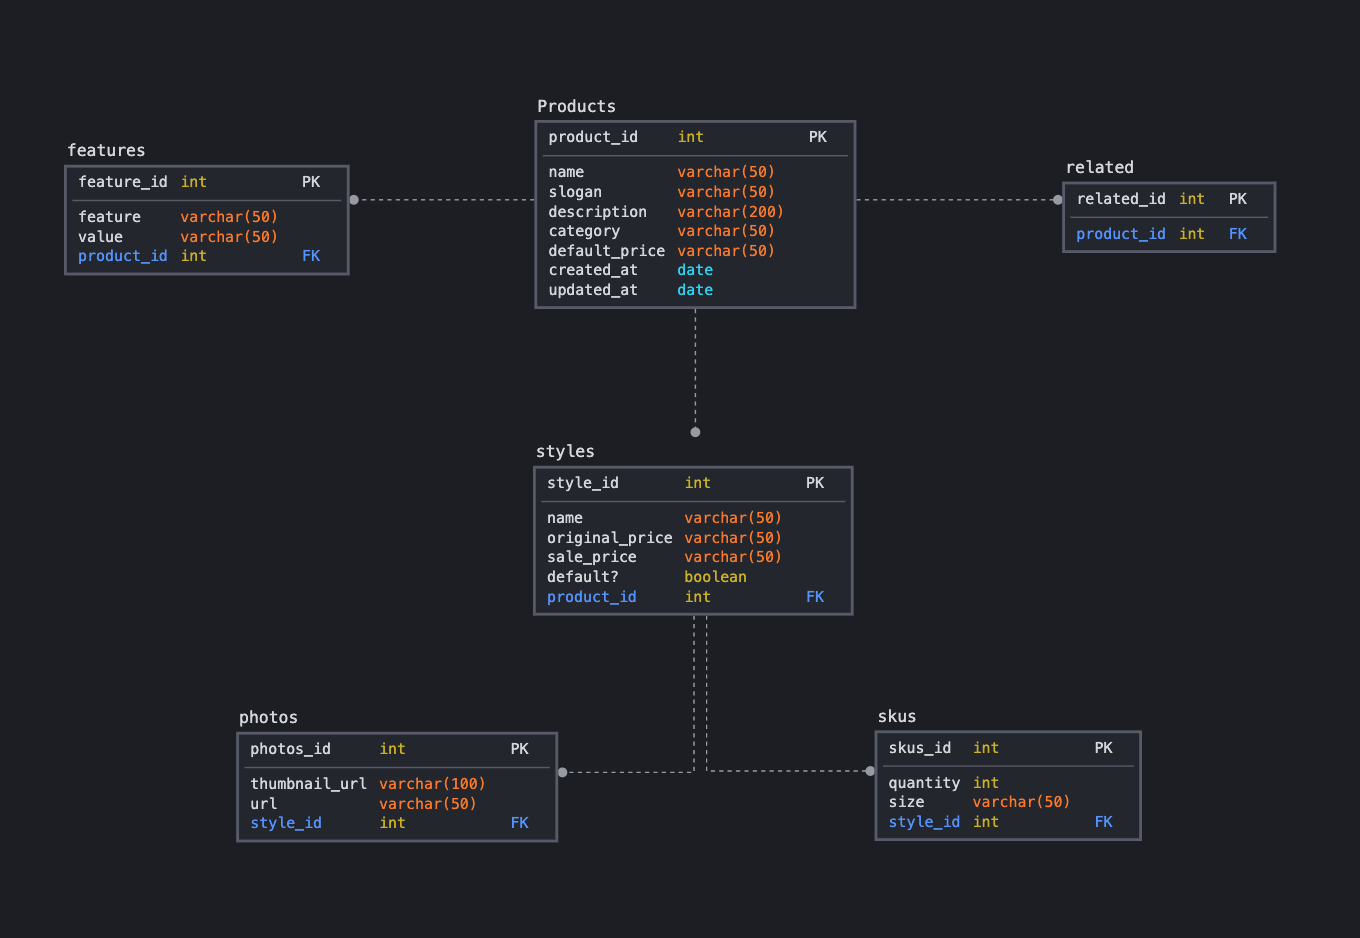 Products
product_id int PK
name varchar(50)
slogan varchar(50)
description varchar(200)
category varchar(50)
default_price varchar(50)
created_at date
updated_at date
features
feature_id int PK
feature varchar(50)
value varchar(50)
product_id int FK
related
related_id int PK
product_id int FK
styles
style_id int PK
name varchar(50)
original_price varchar(50)
sale_price varchar(50)
default? boolean
product_id int FK
photos
photos_id int PK
thumbnail_url varchar(100)
url varchar(50)
style_id int FK
skus
skus_id int PK
quantity int
size varchar(50)
style_id int FK